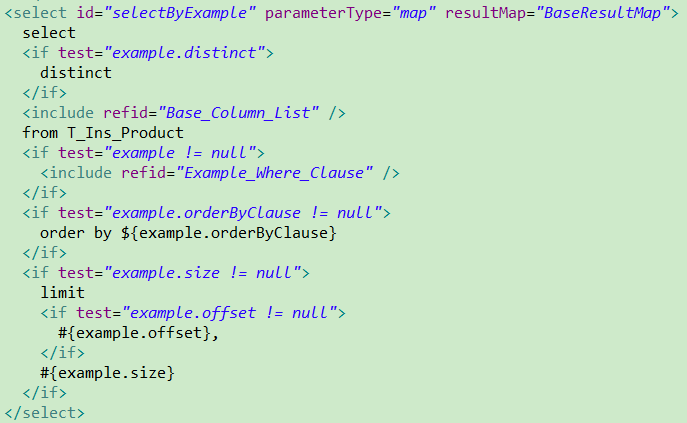 <select id="selectByExample" parameterType="map" resultMap="BaseResultMap">
  select
  <if test="example.distinct">
    distinct
  </if>
  <include refid="Base_Column_List" />
  from T_Ins_Product
  <if test="example != null">
    <include refid="Example_Where_Clause" />
  </if>
  <if test="example.orderByClause != null">
    order by ${example.orderByClause}
  </if>
  <if test="example.size != null">
    limit
    <if test="example.offset != null">
      #{example.offset},
    </if>
    #{example.size}
  </if>
</select>